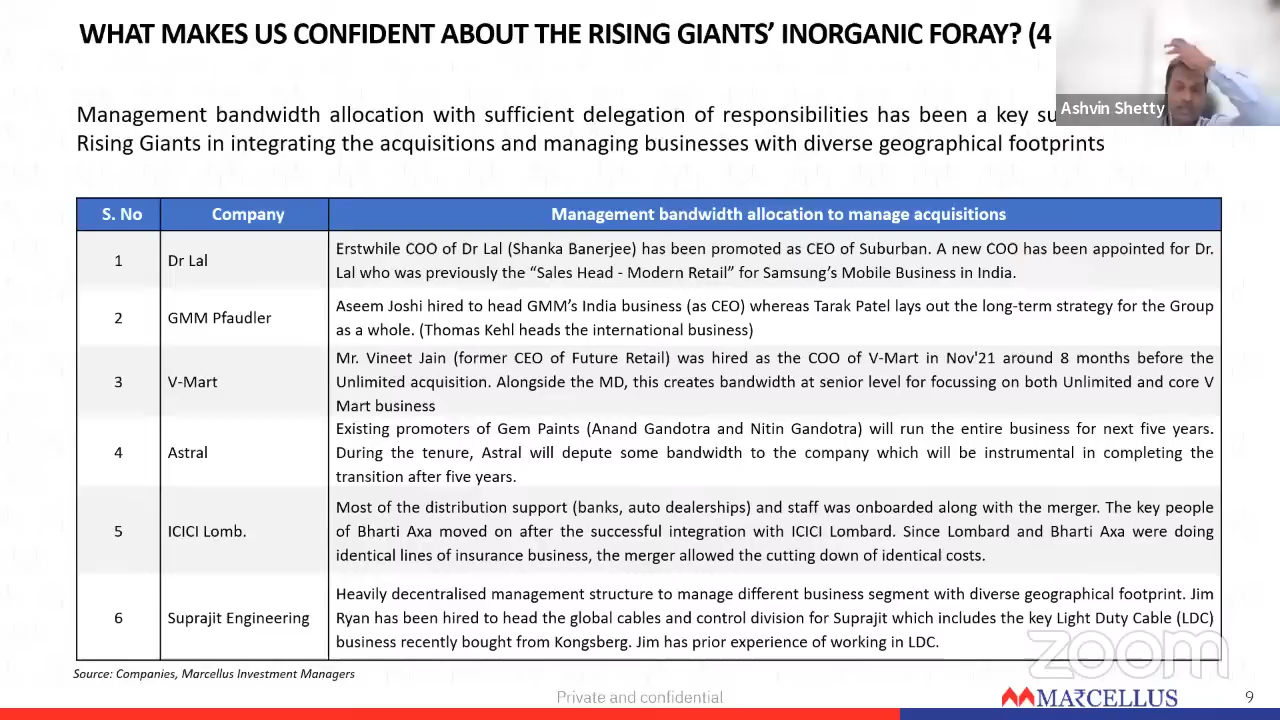 WHAT MAKES US CONFIDENT ABOUT THE RISING GIANTS' INORGANIC FORAY? (4
Ashvin Shetty
Management bandwidth allocation with sufficient delegation of responsibilities has been a key
Rising Giants in integrating the acquisitions and managing businesses with diverse geographical footprints
S. No Company Management bandwidth allocation to manage acquisitions
1 Dr Lal Erstwhile COO of Dr Lal (Shanka Banerjee) has been promoted as CEO of Suburban. A new COO has been appointed for Dr.
Lal who was previously the "Sales Head - Modern Retail" for Samsung's Mobile Business in India.
2 GMM Pfaudler Aseem Joshi hired to head GMM's India business (as CEO) whereas Tarak Patel lays out the long-term strategy for the Group
as a whole. (Thomas Kehl heads the international business)
3 V-Mart Mr. Vineet Jain (former CEO of Future Retail) was hired as the COO of V-Mart in Nov'21 around 8 months before the
Unlimited acquisition. Alongside the MD, this creates bandwidth at senior level for focussing on both Unlimited and core V
Mart business
4 Astral Existing promoters of Gem Paints (Anand Gandotra and Nitin Gandotra) will run the entire business for next five years.
During the tenure, Astral will depute some bandwidth to the company which will be instrumental in completing the
transition after five years.
5 ICICI Lomb. Most of the distribution support (banks, auto dealerships) and staff was onboarded along with the merger. The key people
of Bharti Axa moved on after the successful integration with ICICI Lombard. Since Lombard and Bharti Axa were doing
identical lines of insurance business, the merger allowed the cutting down of identical costs.
6 Suprajit Engineering Heavily decentralised management structure to manage different business segment with diverse geographical footprint. Jim
Ryan has been hired to head the global cables and control division for Suprajit which includes the key Light Duty Cable (LDC)
business recently bought from Kongsberg. Jim has prior experience of working in LDC.
zoom
Source: Companies, Marcellus Investment Managers
Private and confidential
MARCELLUS
9